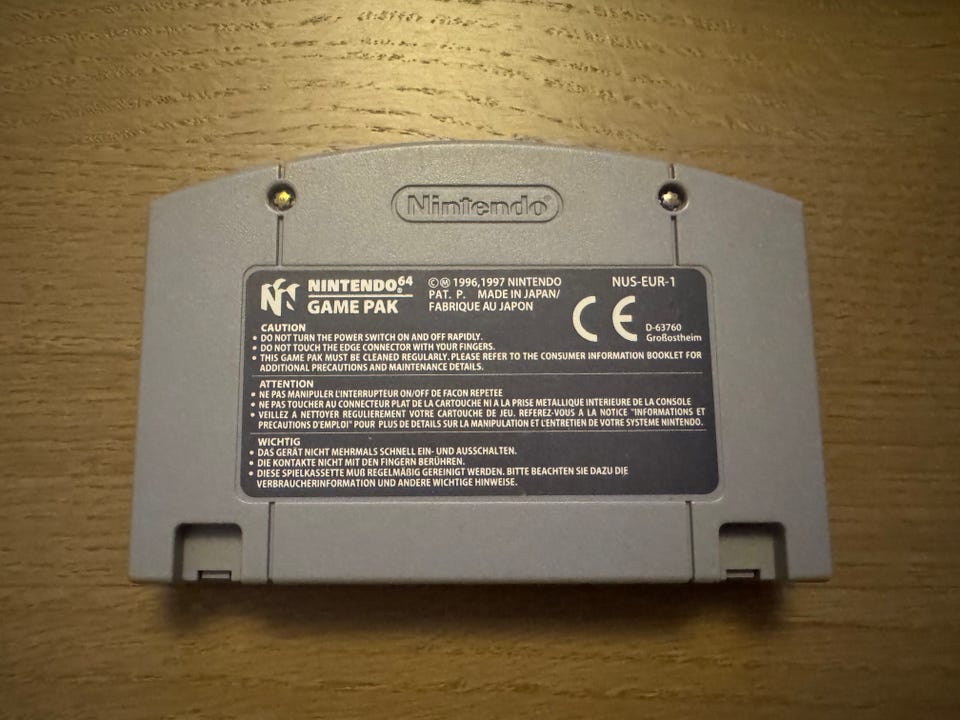 Nintendo
NINTENDO64
GAME PAK
©Ⓜ 1996,1997 NINTENDO
PAT. P. MADE IN JAPAN/
FABRIQUE AU JAPON
NUS-EUR-1
CE
D-63760
Großostheim
CAUTION
• DO NOT TURN THE POWER SWITCH ON AND OFF RAPIDLY.
• DO NOT TOUCH THE EDGE CONNECTOR WITH YOUR FINGERS.
• THIS GAME PAK MUST BE CLEANED REGULARLY. PLEASE REFER TO THE CONSUMER INFORMATION BOOKLET FOR
ADDITIONAL PRECAUTIONS AND MAINTENANCE DETAILS.
ATTENTION
• NE PAS MANIPULER L'INTERRUPTEUR ON/OFF DE FACON REPETEE
• NE PAS TOUCHER AU CONNECTEUR PLAT DE LA CARTOUCHE NI A LA PRISE METALLIQUE INTERIEURE DE LA CONSOLE
• VEILLEZ A NETTOYER REGULIEREMENT VOTRE CARTOUCHE DE JEU. REFEREZ-VOUS A LA NOTICE "INFORMATIONS ET
PRECAUTIONS D'EMPLOI" POUR PLUS DE DETAILS SUR LA MANIPULATION ET L'ENTRETIEN DE VOTRE SYSTEME NINTENDO.
WICHTIG
• DAS GERÄT NICHT MEHRMALS SCHNELL EIN- UND AUSSCHALTEN.
• DIE KONTAKTE NICHT MIT DEN FINGERN BERÜHREN.
• DIESE SPIELKASSETTE MUß REGELMÄßIG GEREINIGT WERDEN. BITTE BEACHTEN SIE DAZU DIE
VERBRAUCHERINFORMATION UND ANDERE WICHTIGE HINWEISE.